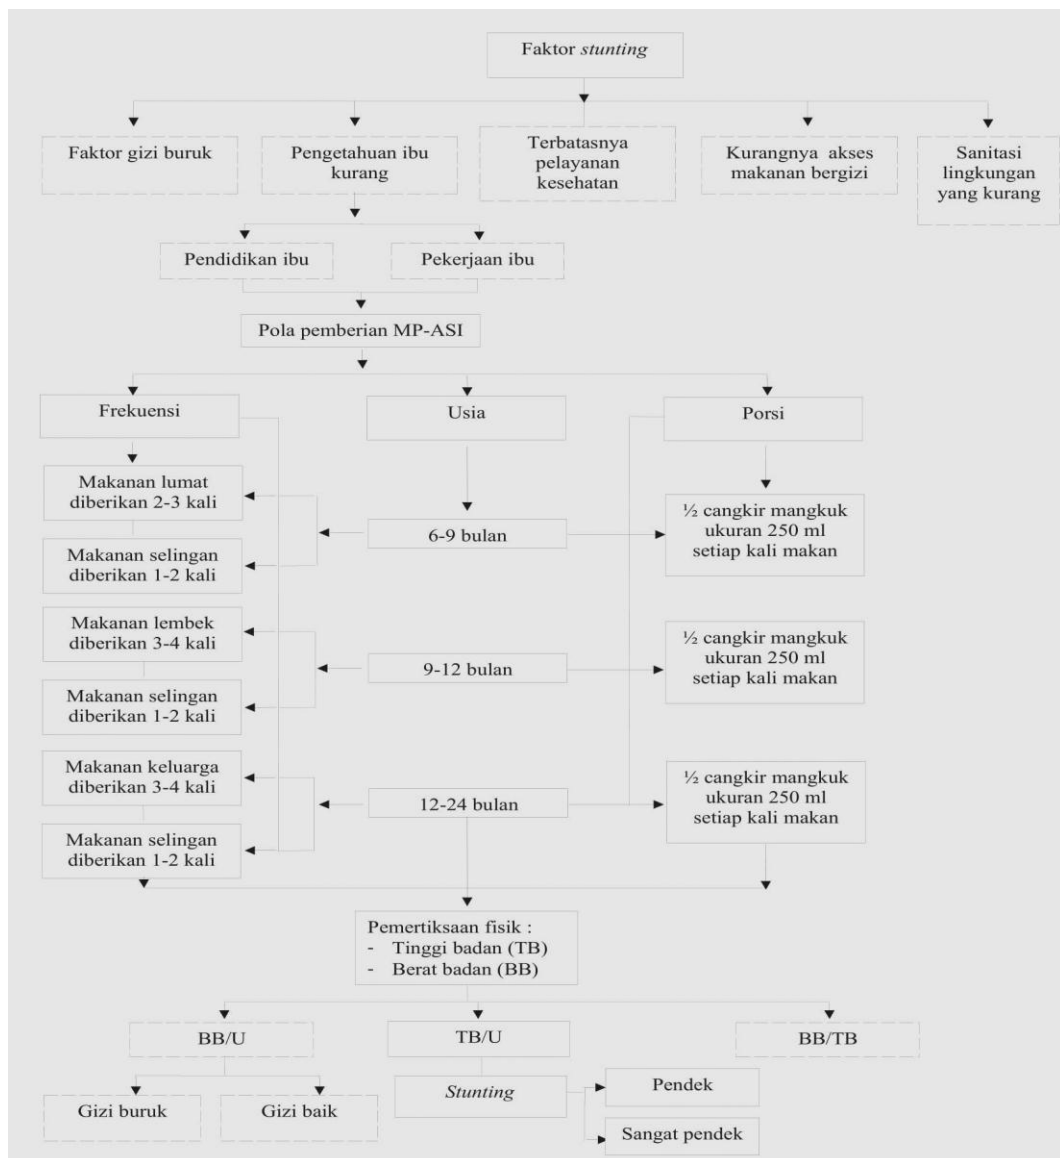 Faktor stunting
Faktor gizi buruk
Pengetahuan ibu
kurang
Terbatasnya
pelayanan
kesehatan
Kurangnya akses
makanan bergizi
Sanitasi
lingkungan
yang kurang
Pendidikan ibu
Pekerjaan ibu
Pola pemberian MP-ASI
Frekuensi
Usia
Porsi
Makanan lumat
diberikan 2-3 kali
Makanan selingan
diberikan 1-2 kali
6-9 bulan
½ cangkir mangkuk
ukuran 250 ml
setiap kali makan
Makanan lembek
diberikan 3-4 kali
Makanan selingan
diberikan 1-2 kali
9-12 bulan
½ cangkir mangkuk
ukuran 250 ml
setiap kali makan
Makanan keluarga
diberikan 3-4 kali
Makanan selingan
diberikan 1-2 kali
12-24 bulan
½ cangkir mangkuk
ukuran 250 ml
setiap kali makan
Pemertiksaan fisik :
- Tinggi badan (TB)
- Berat badan (BB)
BB/U
TB/U
BB/TB
Gizi buruk
Gizi baik
Stunting
Pendek
Sangat pendek